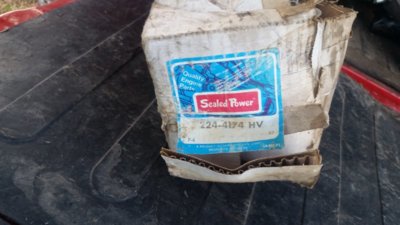 "Quality
Engine
Parts"
Sealed Power
224-4174 HV